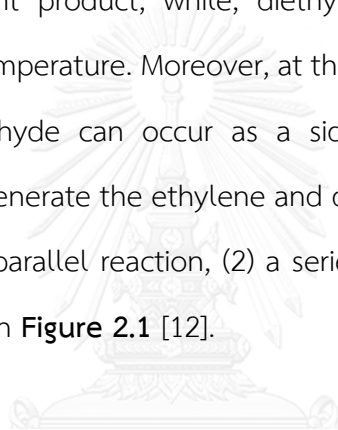 nt product, while, diethy
mperature. Moreover, at th
hyde can occur as a sid
enerate the ethylene and
parallel reaction, (2) a seri
n Figure 2.1 [12].